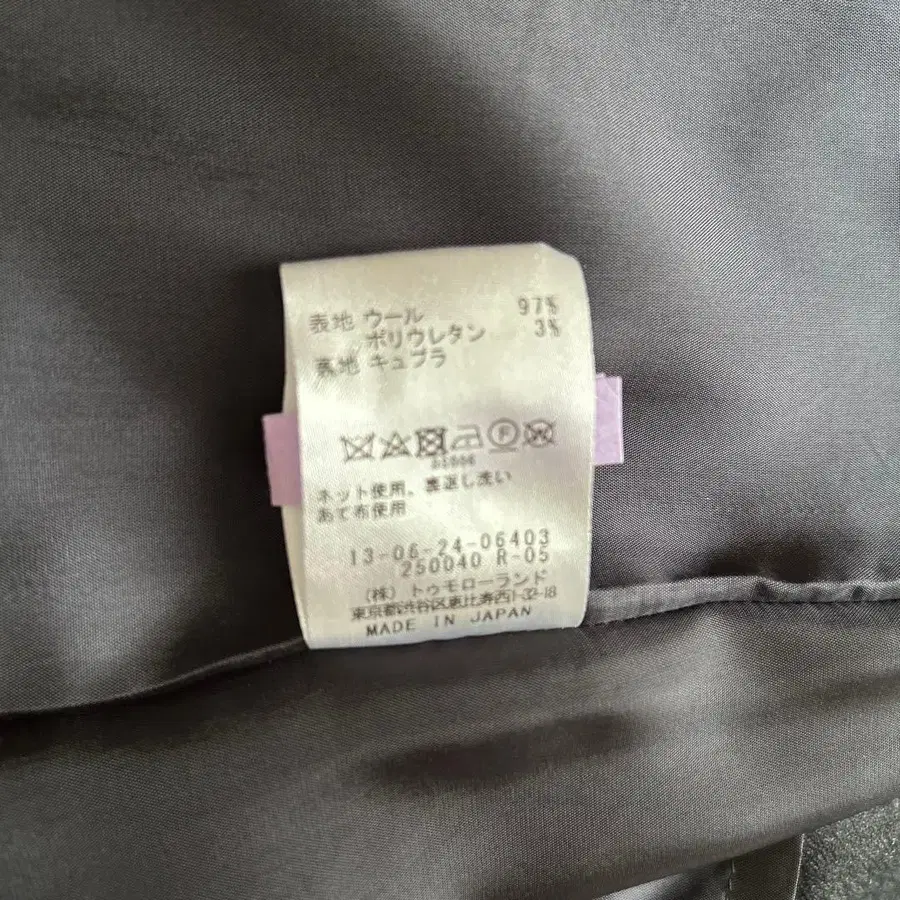 表地 ウール 97%
ポリウレタン 3%
裏地 キュプラ
ネット使用、裏返し洗い
あて布使用
13-06-24-06403
250040 R-05
(株) トゥモローランド
東京都渋谷区恵比寿西1-32-18
MADE IN JAPAN